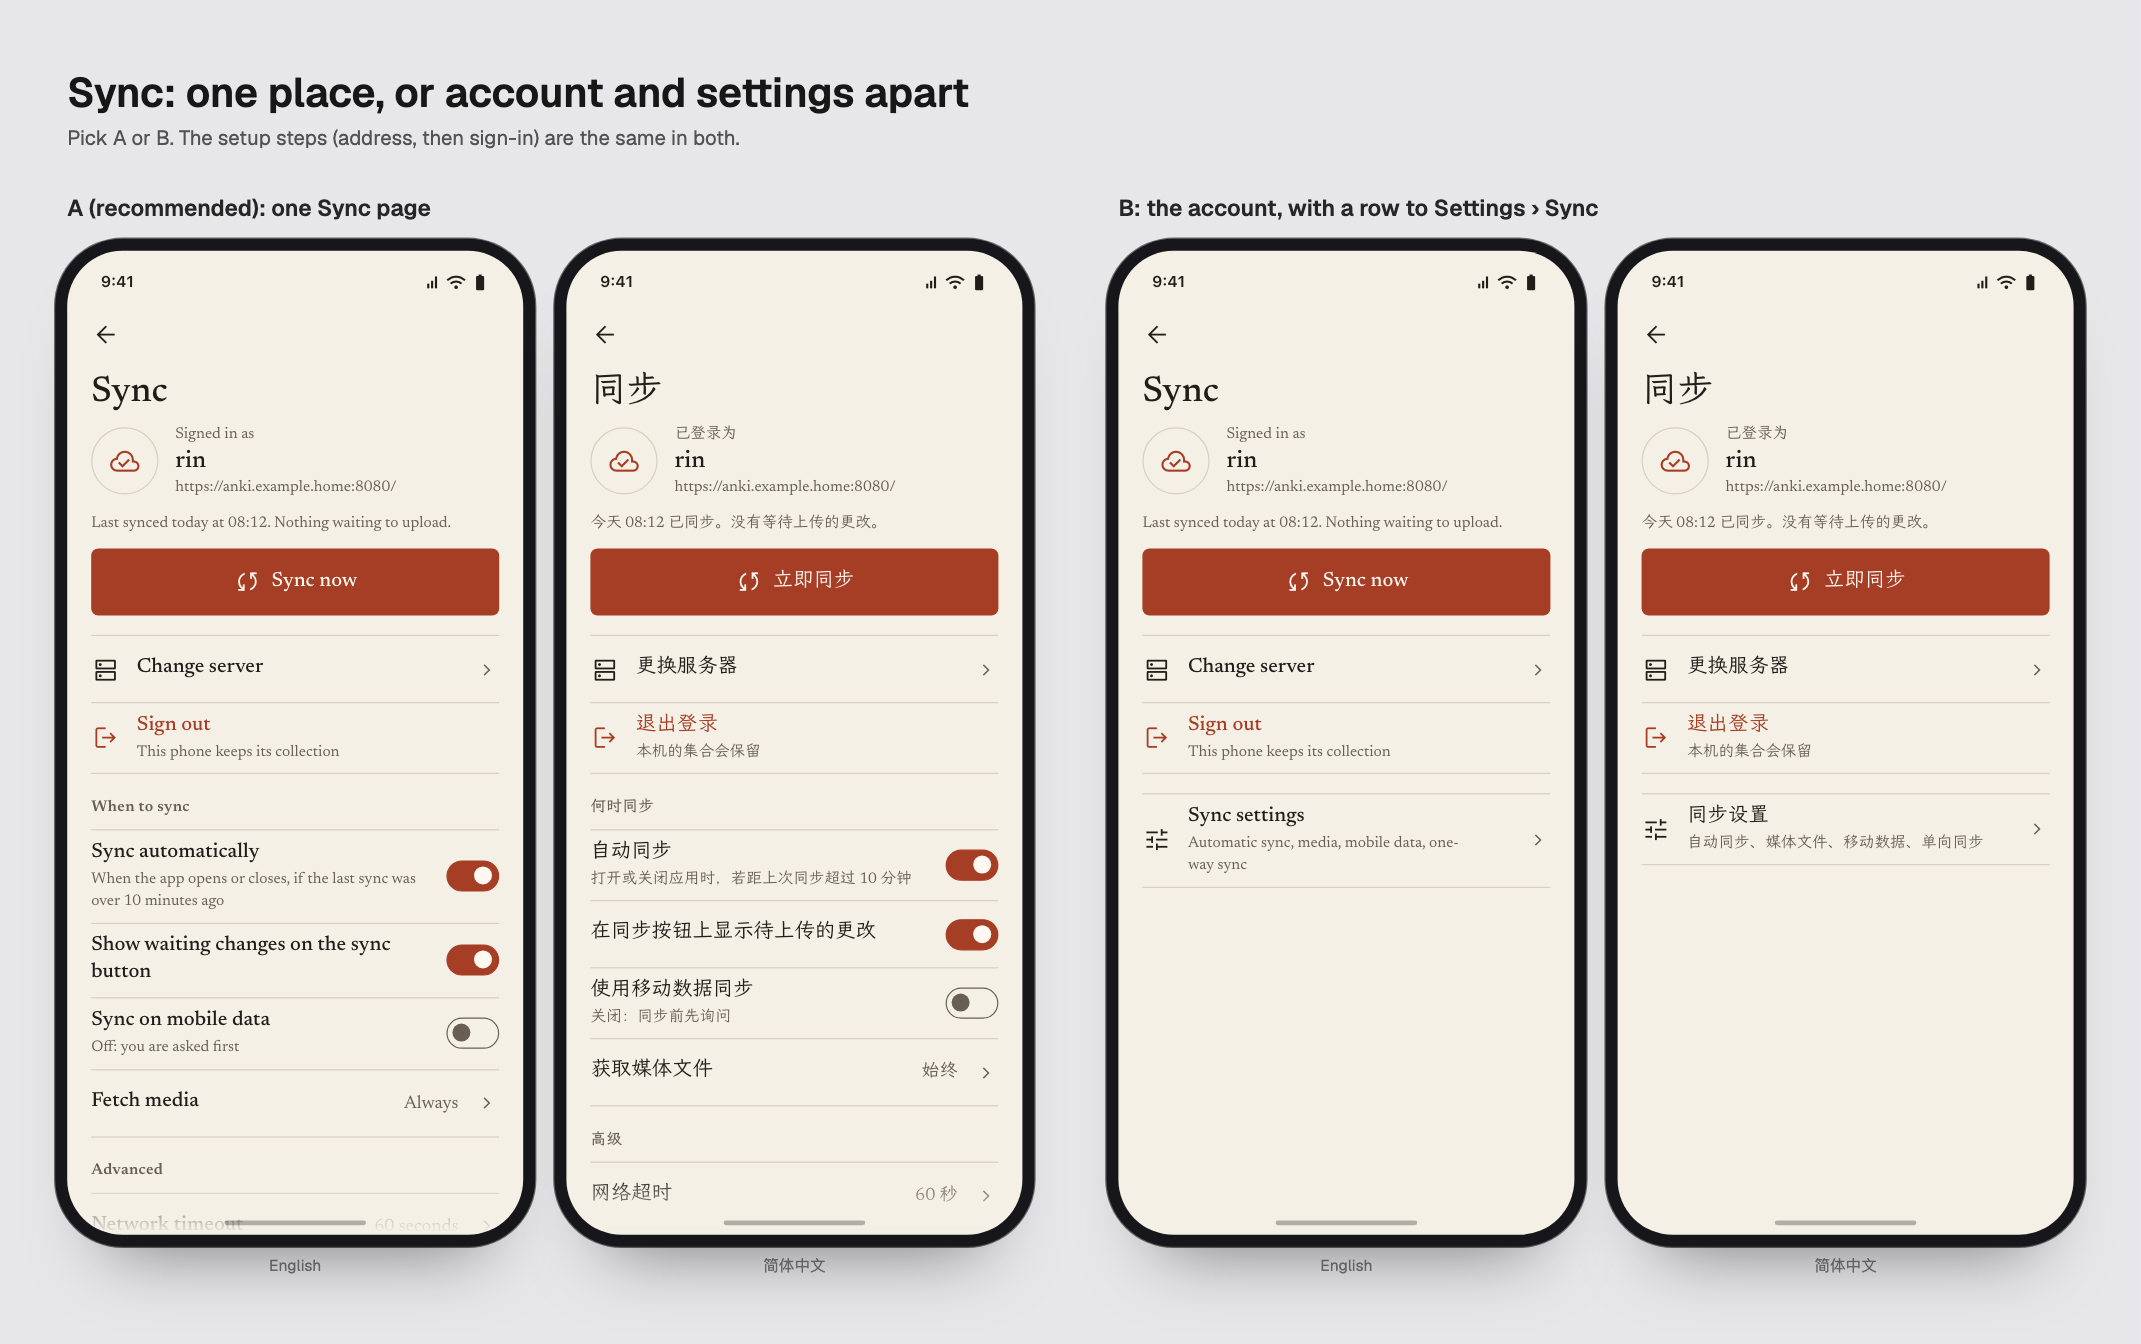 Sync: one place, or account and settings apart
Pick A or B. The setup steps (address, then sign-in) are the same in both.
A (recommended): one Sync page
9:41
Sync
Signed in as
rin
https://anki.example.home:8080/
Last synced today at 08:12. Nothing waiting to upload.
Sync now
Change server
Sign out
This phone keeps its collection
When to sync
Sync automatically
When the app opens or closes, if the last sync was
over 10 minutes ago
Show waiting changes on the sync
button
Sync on mobile data
Off: you are asked first
Fetch media
Always
Advanced
Network timeout
60 seconds
English
9:41
同步
已登录为
rin
https://anki.example.home:8080/
今天 08:12 已同步。没有等待上传的更改。
立即同步
更换服务器
退出登录
本机的集合会保留
何时同步
自动同步
打开或关闭应用时，若距上次同步超过 10 分钟
在同步按钮上显示待上传的更改
使用移动数据同步
关闭：同步前先询问
获取媒体文件
始终
高级
网络超时
60 秒
简体中文
B: the account, with a row to Settings › Sync
9:41
Sync
Signed in as
rin
https://anki.example.home:8080/
Last synced today at 08:12. Nothing waiting to upload.
Sync now
Change server
Sign out
This phone keeps its collection
Sync settings
Automatic sync, media, mobile data, one-
way sync
English
9:41
同步
已登录为
rin
https://anki.example.home:8080/
今天 08:12 已同步。没有等待上传的更改。
立即同步
更换服务器
退出登录
本机的集合会保留
同步设置
自动同步、媒体文件、移动数据、单向同步
简体中文